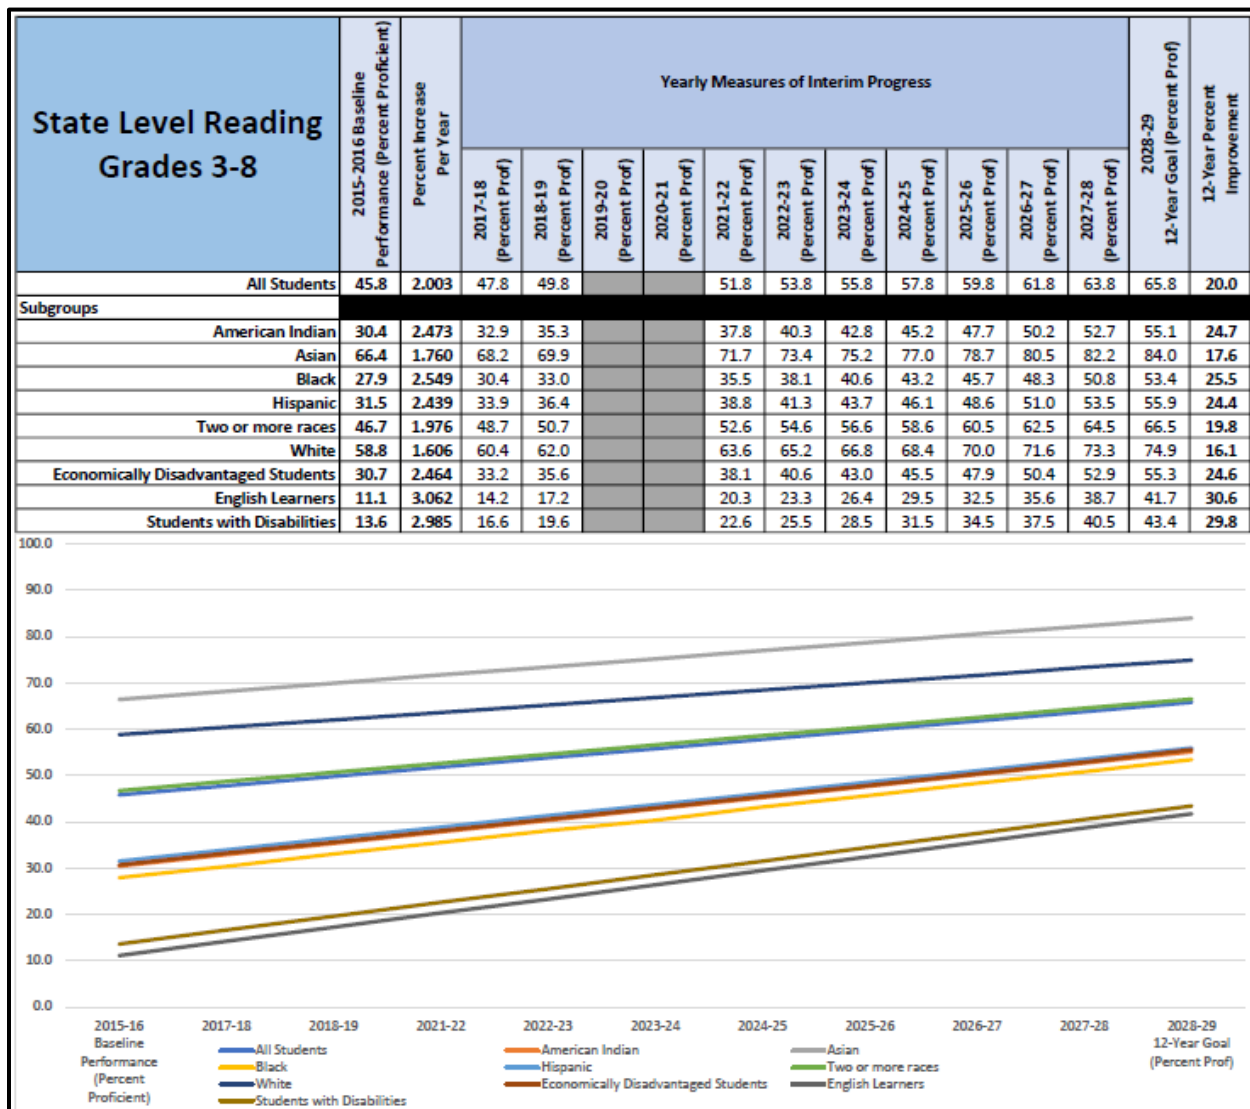 State Level Reading
Grades 3-8
2015-2016 Baseline
Performance (Percent Proficient)
Percent Increase
Per Year
Yearly Measures of Interim Progress
2017-18
(Percent Prof)
2018-19
(Percent Prof)
2019-20
(Percent Prof)
2020-21
(Percent Prof)
2021-22
(Percent Prof)
2022-23
(Percent Prof)
2023-24
(Percent Prof)
2024-25
(Percent Prof)
2025-26
(Percent Prof)
2026-27
(Percent Prof)
2027-28
(Percent Prof)
2028-29
12-Year Goal (Percent Prof)
12-Year Percent
Improvement
All Students 45.8 2.003 47.8 49.8 51.8 53.8 55.8 57.8 59.8 61.8 63.8 65.8 20.0
Subgroups
American Indian 30.4 2.473 32.9 35.3 37.8 40.3 42.8 45.2 47.7 50.2 52.7 55.1 24.7
Asian 66.4 1.760 68.2 69.9 71.7 73.4 75.2 77.0 78.7 80.5 82.2 84.0 17.6
Black 27.9 2.549 30.4 33.0 35.5 38.1 40.6 43.2 45.7 48.3 50.8 53.4 25.5
Hispanic 31.5 2.439 33.9 36.4 38.8 41.3 43.7 46.1 48.6 51.0 53.5 55.9 24.4
Two or more races 46.7 1.976 48.7 50.7 52.6 54.6 56.6 58.6 60.5 62.5 64.5 66.5 19.8
White 58.8 1.606 60.4 62.0 63.6 65.2 66.8 68.4 70.0 71.6 73.3 74.9 16.1
Economically Disadvantaged Students 30.7 2.464 33.2 35.6 38.1 40.6 43.0 45.5 47.9 50.4 52.9 55.3 24.6
English Learners 11.1 3.062 14.2 17.2 20.3 23.3 26.4 29.5 32.5 35.6 38.7 41.7 30.6
Students with Disabilities 13.6 2.985 16.6 19.6 22.6 25.5 28.5 31.5 34.5 37.5 40.5 43.4 29.8
100.0
90.0
80.0
70.0
60.0
50.0
40.0
30.0
20.0
10.0
0.0
2015-16
Baseline
Performance
(Percent
Proficient)
2017-18
2018-19
2021-22
2022-23
2023-24
2024-25
2025-26
2026-27
2027-28
2028-29
12-Year Goal
(Percent Prof)
All Students
American Indian
Asian
Black
Hispanic
Two or more races
White
Economically Disadvantaged Students
English Learners
Students with Disabilities